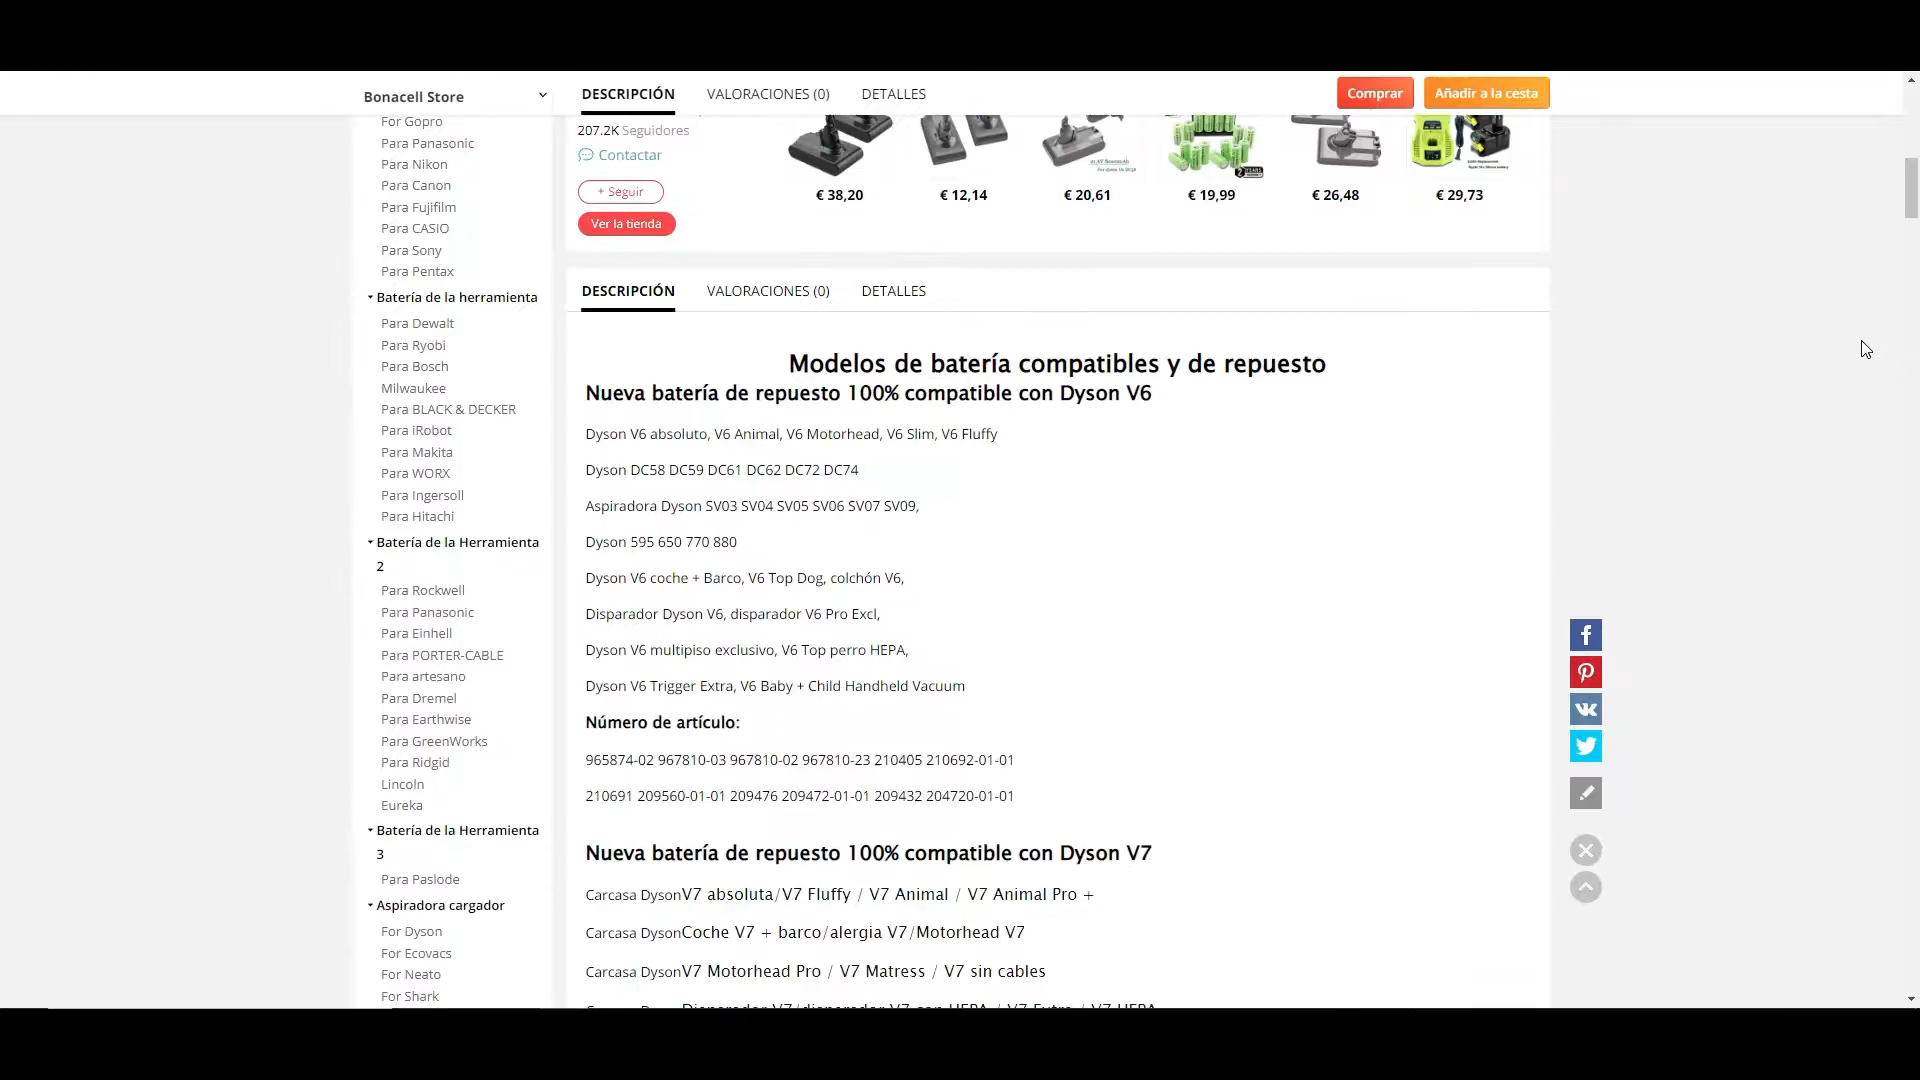 Bonacell Store
DESCRIPCIÓN VALORACIONES (0) DETALLES
Comprar
Añadir a la cesta
207.2K Seguidores
Contactar
+ Seguir
Ver la tienda
€ 38,20 € 12,14 € 20,61 € 19,99 € 26,48 € 29,73
For Gopro
Para Panasonic
Para Nikon
Para Canon
Para Fujifilm
Para CASIO
Para Sony
Para Pentax
Batería de la herramienta
Para Dewalt
Para Ryobi
Para Bosch
Milwaukee
Para BLACK & DECKER
Para iRobot
Para Makita
Para WORX
Para Ingersoll
Para Hitachi
Batería de la Herramienta
2
Para Rockwell
Para Panasonic
Para Einhell
Para PORTER-CABLE
Para artesano
Para Dremel
Para Earthwise
Para GreenWorks
Para Ridgid
Lincoln
Eureka
Batería de la Herramienta
3
Para Paslode
Aspiradora cargador
For Dyson
For Ecovacs
For Neato
For Shark
DESCRIPCIÓN VALORACIONES (0) DETALLES
Modelos de batería compatibles y de repuesto
Nueva batería de repuesto 100% compatible con Dyson V6
Dyson V6 absoluto, V6 Animal, V6 Motorhead, V6 Slim, V6 Fluffy
Dyson DC58 DC59 DC61 DC62 DC72 DC74
Aspiradora Dyson SV03 SV04 SV05 SV06 SV07 SV09,
Dyson 595 650 770 880
Dyson V6 coche + Barco, V6 Top Dog, colchón V6,
Disparador Dyson V6, disparador V6 Pro Excl,
Dyson V6 multipiso exclusivo, V6 Top perro HEPA,
Dyson V6 Trigger Extra, V6 Baby + Child Handheld Vacuum
Número de artículo:
965874-02 967810-03 967810-02 967810-23 210405 210692-01-01
210691 209560-01-01 209476 209472-01-01 209432 204720-01-01
Nueva batería de repuesto 100% compatible con Dyson V7
Carcasa DysonV7 absoluta/V7 Fluffy / V7 Animal / V7 Animal Pro +
Carcasa DysonCoche V7 + barco/alergia V7/Motorhead V7
Carcasa DysonV7 Motorhead Pro / V7 Matress / V7 sin cables